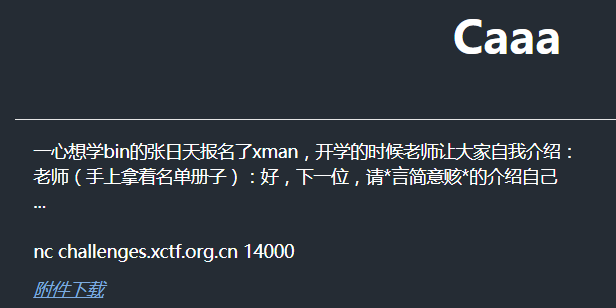 Caaa
一心想学bin的张日天报名了xman，开学的时候老师让大家自我介绍：
老师（手上拿着名单册子）：好，下一位，请*言简意赅*的介绍自己
...
nc challenges.xctf.org.cn 14000
附件下载